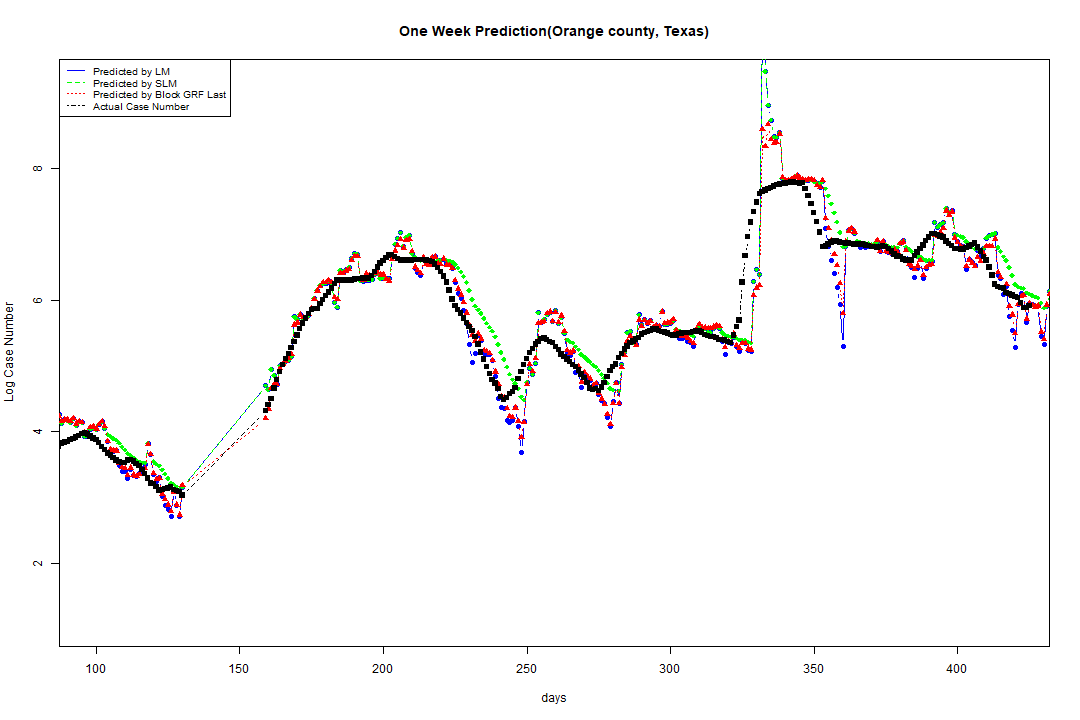 One Week Prediction(Orange county, Texas)
Predicted by LM
Predicted by SLM
Predicted by Block GRF Last
Actual Case Number
8
6
4
2
Log Case Number
100 150 200 250 300 350 400
days